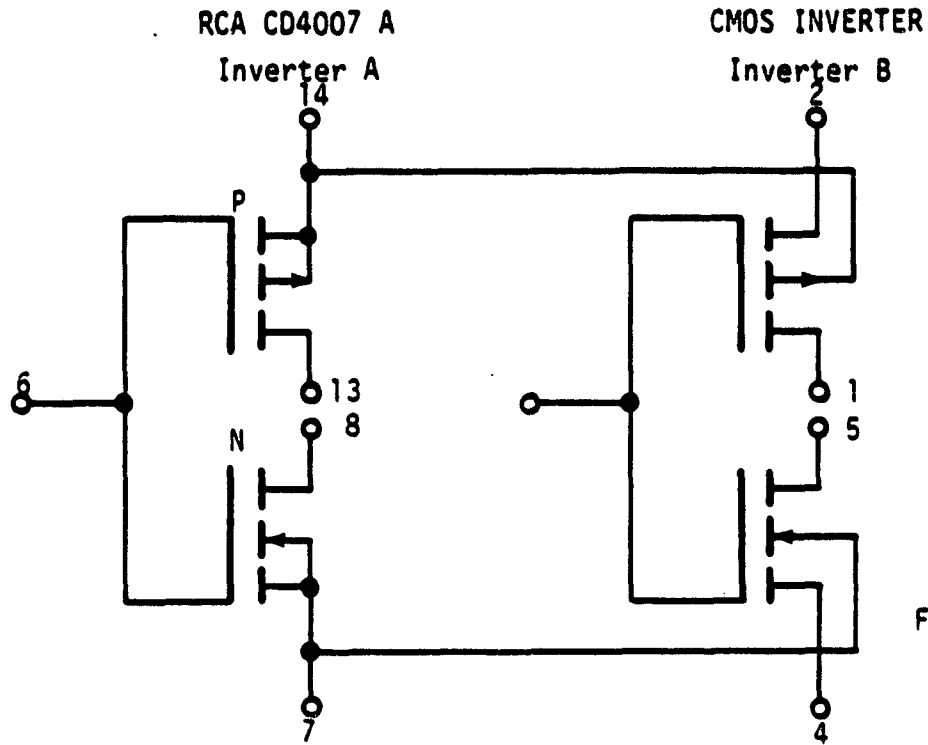 RCA CD4007 A
CMOS INVERTER
Inverter A
Inverter B
14
2
P
6
13
1
8
5
N
F
7
4